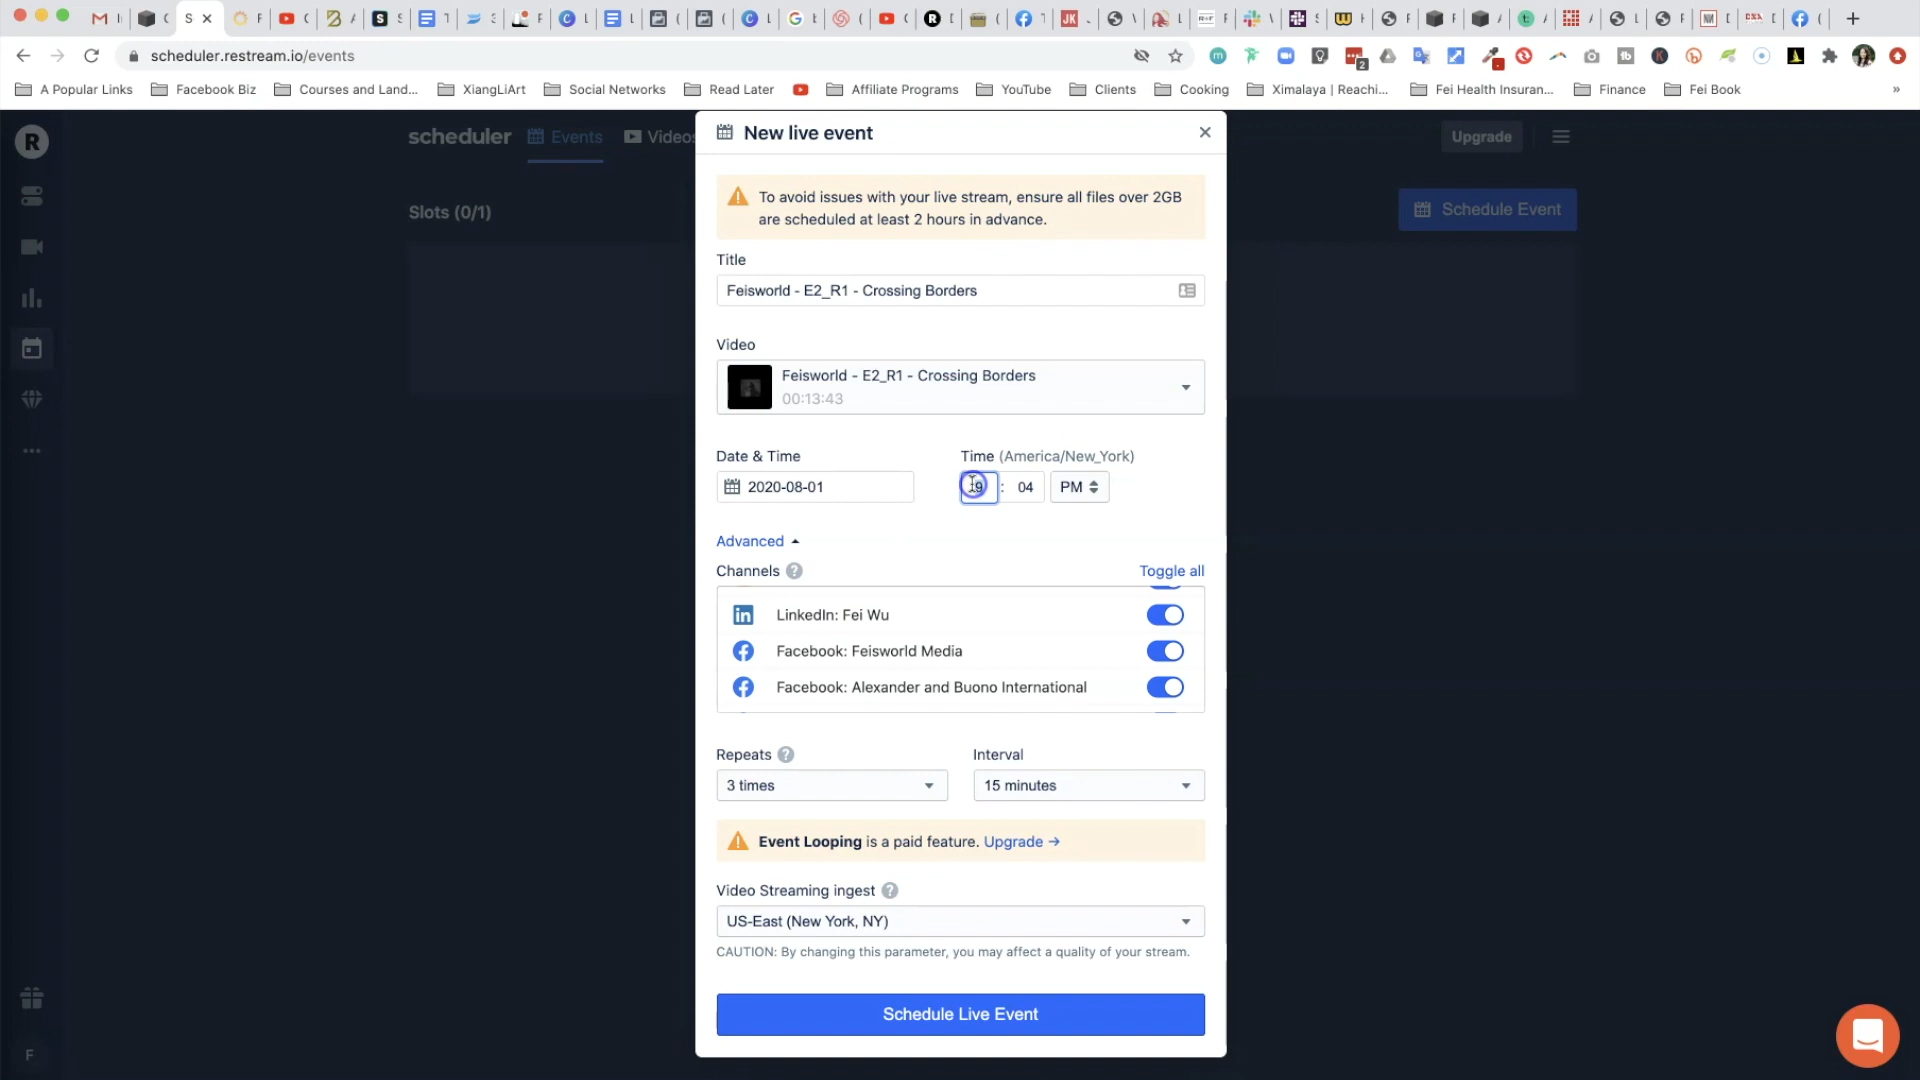 scheduler.restream.io/events
A Popular Links
Facebook Biz
Courses and Land...
XiangLiArt
Social Networks
Read Later
Affiliate Programs
YouTube
Clients
Cooking
Ximalaya | Reachi...
Fei Health Insuran...
Finance
Fei Book
»
R
scheduler
Events
Videos
Upgrade
Slots (0/1)
Schedule Event
New live event
To avoid issues with your live stream, ensure all files over 2GB
are scheduled at least 2 hours in advance.
Title
Feisworld - E2_R1 - Crossing Borders
Video
Feisworld - E2_R1 - Crossing Borders
00:13:43
Date & Time
Time (America/New_York)
2020-08-01
: 04 PM
Advanced
Channels ?
Toggle all
LinkedIn: Fei Wu
Facebook: Feisworld Media
Facebook: Alexander and Buono International
Repeats ?
Interval
3 times
15 minutes
Event Looping is a paid feature. Upgrade →
Video Streaming ingest ?
US-East (New York, NY)
CAUTION: By changing this parameter, you may affect a quality of your stream.
Schedule Live Event
F